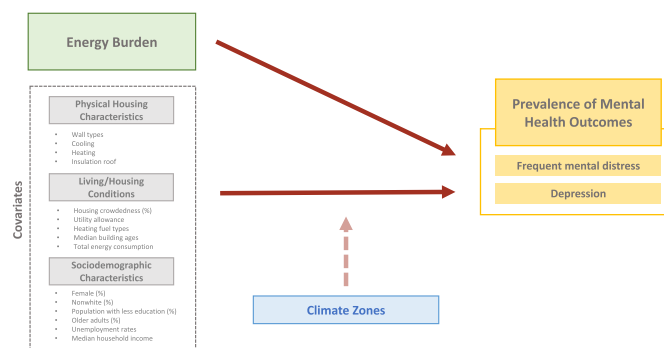 Energy Burden
Covariates
Physical Housing
Characteristics
• Wall types
• Cooling
• Heating
• Insulation roof
Living/Housing
Conditions
• Housing crowdedness (%)
• Utility allowance
• Heating fuel types
• Median building ages
• Total energy consumption
Sociodemographic
Characteristics
• Female (%)
• Nonwhite (%)
• Population with less education (%)
• Older adults (%)
• Unemployment rates
• Median household income
Climate Zones
Prevalence of Mental
Health Outcomes
Frequent mental distress
Depression